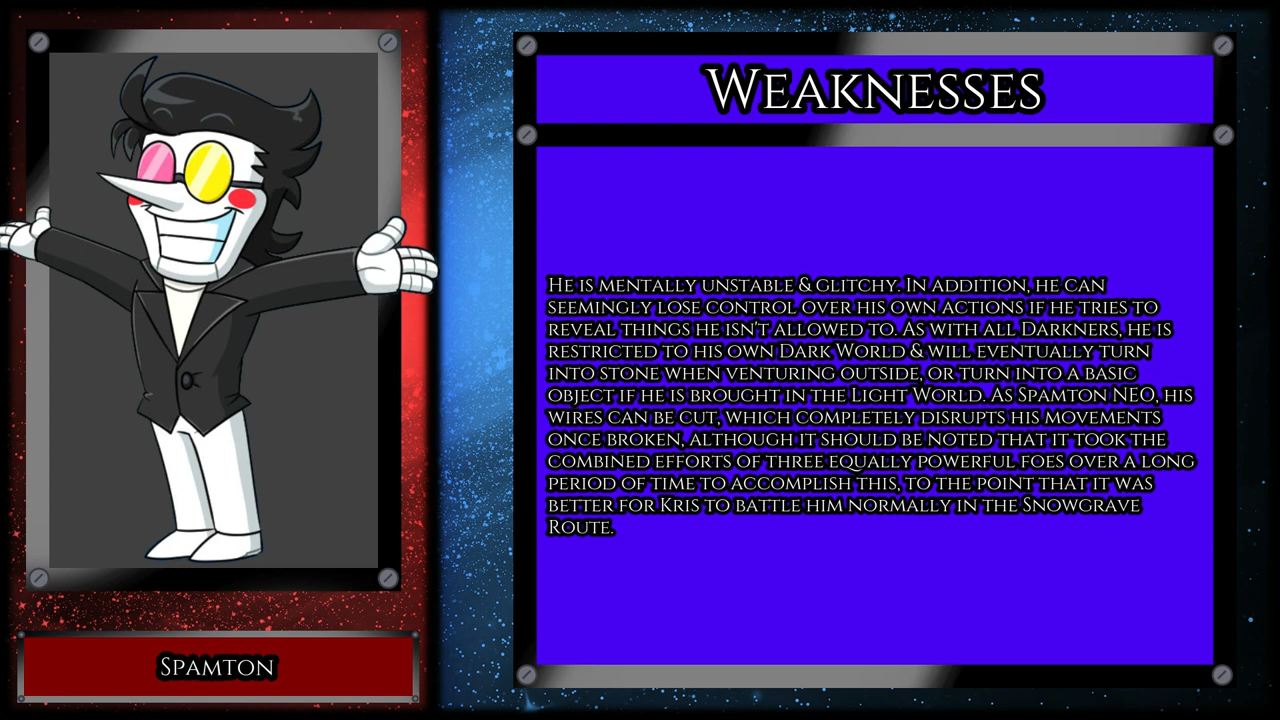 Weaknesses
He is mentally unstable & glitchy. In addition, he can
seemingly lose control over his own actions if he tries to
reveal things he isn't allowed to. As with all Darkners, he is
restricted to his own Dark World & will eventually turn
into stone when venturing outside, or turn into a basic
object if he is brought in the Light World. As Spamton NEO, his
wires can be cut, which completely disrupts his movements
once broken, although it should be noted that it took the
combined efforts of three equally powerful foes over a long
period of time to accomplish this, to the point that it was
better for Kris to battle him normally in the Snowgrave
Route.
Spamton